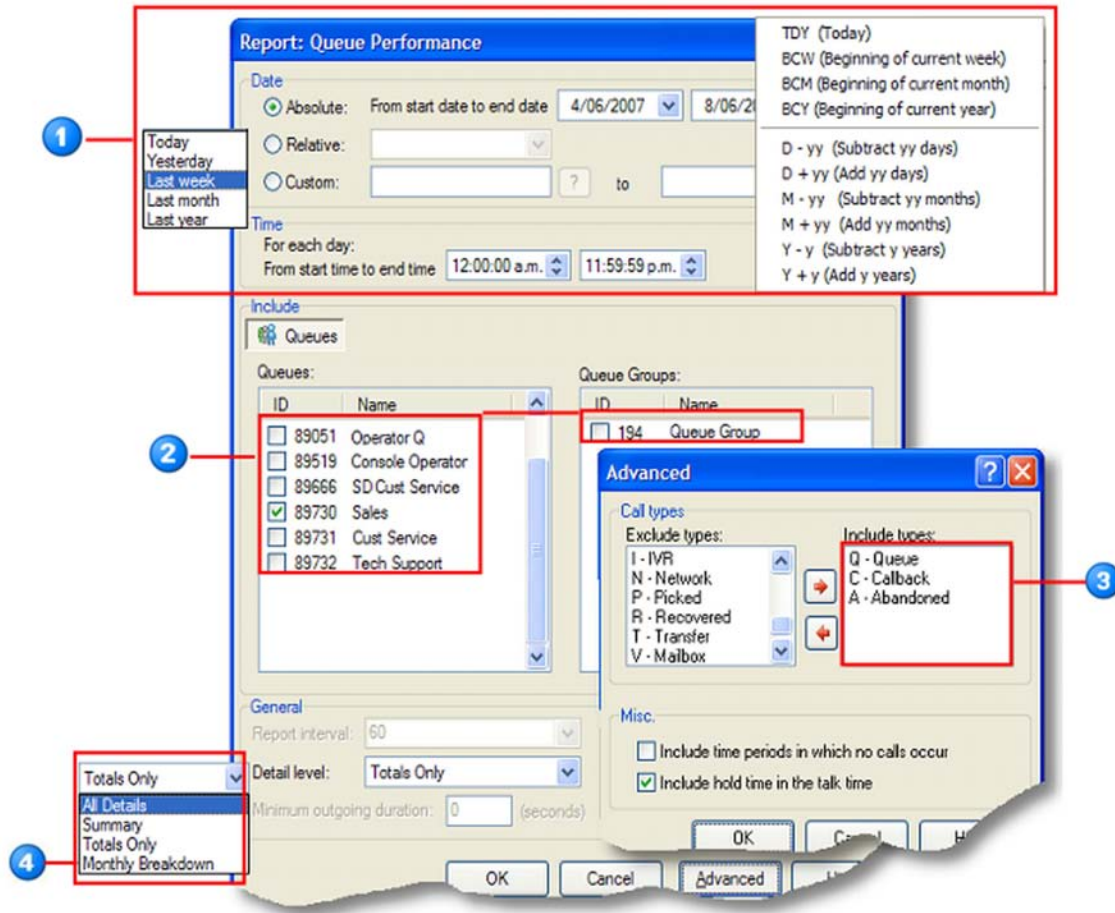 Report: Queue Performance
TDY (Today)
BCW (Beginning of current week)
BCM (Beginning of current month)
BCY (Beginning of current year)
D - yy (Subtract yy days)
D + yy (Add yy days)
M - yy (Subtract yy months)
M + yy (Add yy months)
Y - y (Subtract y years)
Y + y (Add y years)
Date
Absolute: From start date to end date 4/06/2007 8/06/20
1
Today
Yesterday
Last week
Last month
Last year
Relative:
Custom: ? to
Time
For each day:
From start time to end time 12:00:00 a.m. 11:59:59 p.m.
Include
Queues
Queues: Queue Groups:
ID Name
ID Name
2
89051 Operator Q
89519 Console Operator
89666 SD Cust Service
89730 Sales
89731 Cust Service
89732 Tech Support
194 Queue Group
Advanced ?
Call types
Exclude types:
I - IVR
N - Network
P - Picked
R - Recovered
T - Transfer
V - Mailbox
Include types:
Q - Queue
C - Callback
A - Abandoned
3
Misc.
Include time periods in which no calls occur
Include hold time in the talk time
OK
General
Report interval: 60
Detail level: Totals Only
Minimum outgoing duration: 0 (seconds)
4
Totals Only
All Details
Summary
Totals Only
Monthly Breakdown
OK Cancel Advanced